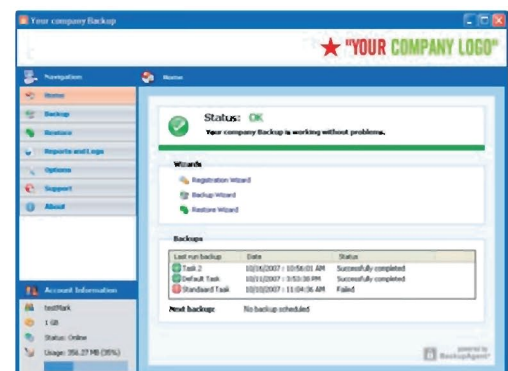 Your company Backup
"YOUR COMPANY LOGO"
Navigation
Home
Home
Backup
Restore
Reports and Logs
Options
Support
About
Status: OK
Your company Backup is working without problems.
Wizards
Registration Wizard
Backup Wizard
Restore Wizard
Backups
Last run backup Date Status
Task 2 10/16/2007 : 10:56:01 AM Successfully completed
Default Task 10/11/2007 : 3:53:38 PM Successfully completed
Standaard Task 10/10/2007 : 11:04:36 AM Failed
Next backup: No backup scheduled
Account Information
testMark
1 GB
Status: Online
Usage: 356.27 MB (35%)
powered by
BackupAgent